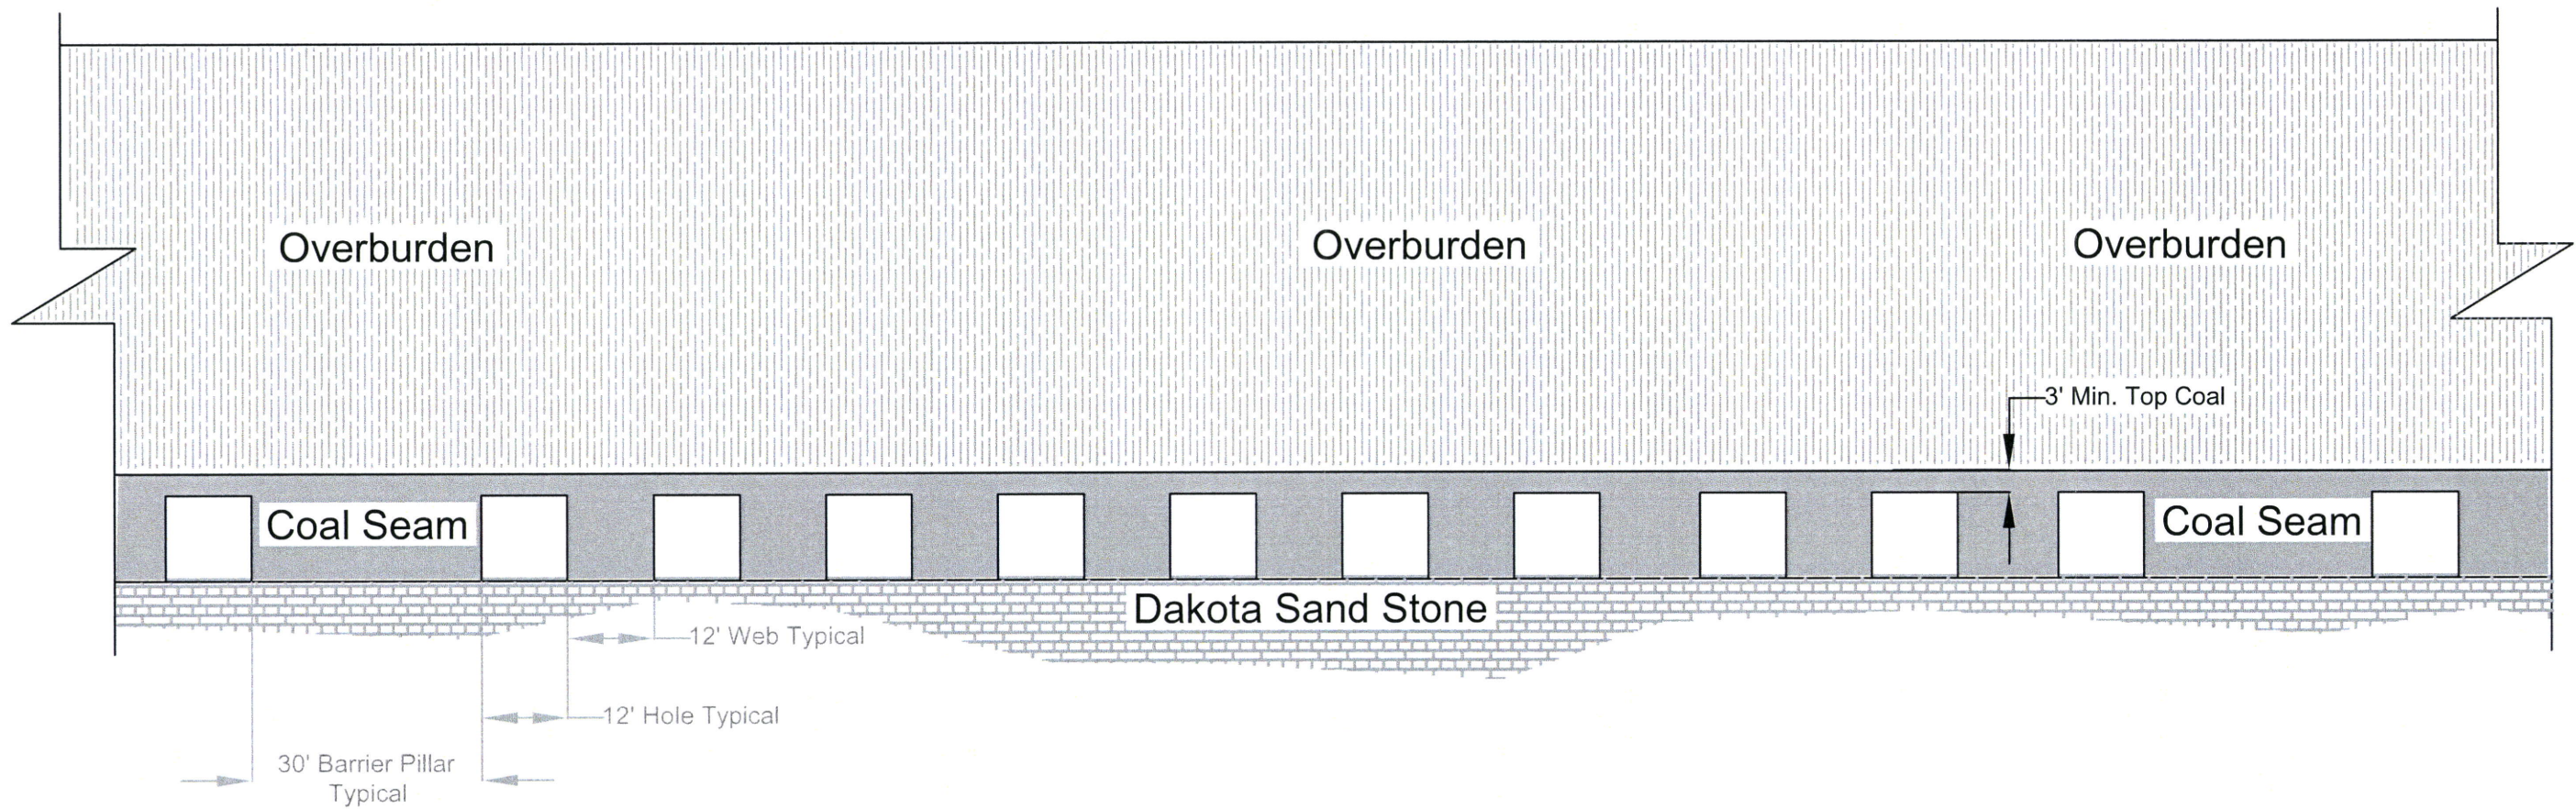 Overburden
Overburden
Overburden
3' Min. Top Coal
Coal Seam
Coal Seam
Dakota Sand Stone
12' Web Typical
12' Hole Typical
30' Barrier Pillar
Typical